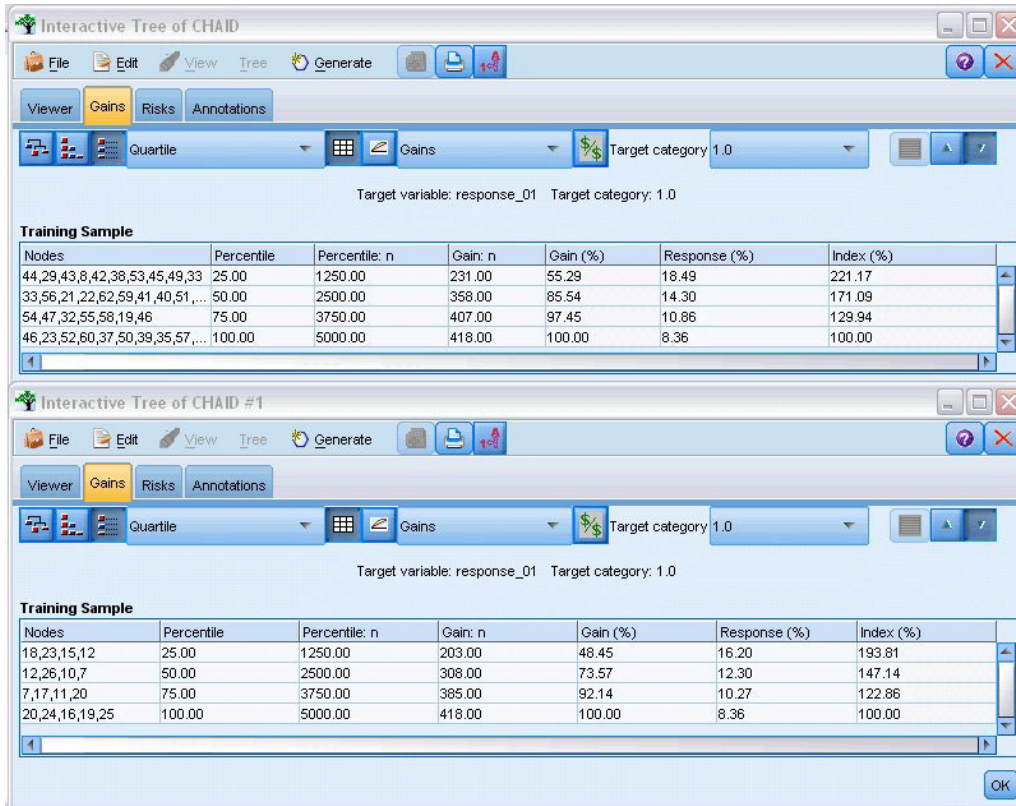 Interactive Tree of CHAID
File Edit View Tree Generate
Viewer Gains Risks Annotations
Quartile Gains Target category 1.0
Target variable: response_01 Target category: 1.0
Training Sample
Nodes Percentile Percentile: n Gain: n Gain (%) Response (%) Index (%)
44,29,43,8,42,38,53,45,49,33 25.00 1250.00 231.00 55.29 18.49 221.17
33,56,21,22,62,59,41,40,51,... 50.00 2500.00 358.00 85.54 14.30 171.09
54,47,32,55,58,19,46 75.00 3750.00 407.00 97.45 10.86 129.94
46,23,52,60,37,50,39,35,57,... 100.00 5000.00 418.00 100.00 8.36 100.00
Interactive Tree of CHAID #1
File Edit View Tree Generate
Viewer Gains Risks Annotations
Quartile Gains Target category 1.0
Target variable: response_01 Target category: 1.0
Training Sample
Nodes Percentile Percentile: n Gain: n Gain (%) Response (%) Index (%)
18,23,15,12 25.00 1250.00 203.00 48.45 16.20 193.81
12,26,10,7 50.00 2500.00 308.00 73.57 12.30 147.14
7,17,11,20 75.00 3750.00 385.00 92.14 10.27 122.86
20,24,16,19,25 100.00 5000.00 418.00 100.00 8.36 100.00
OK